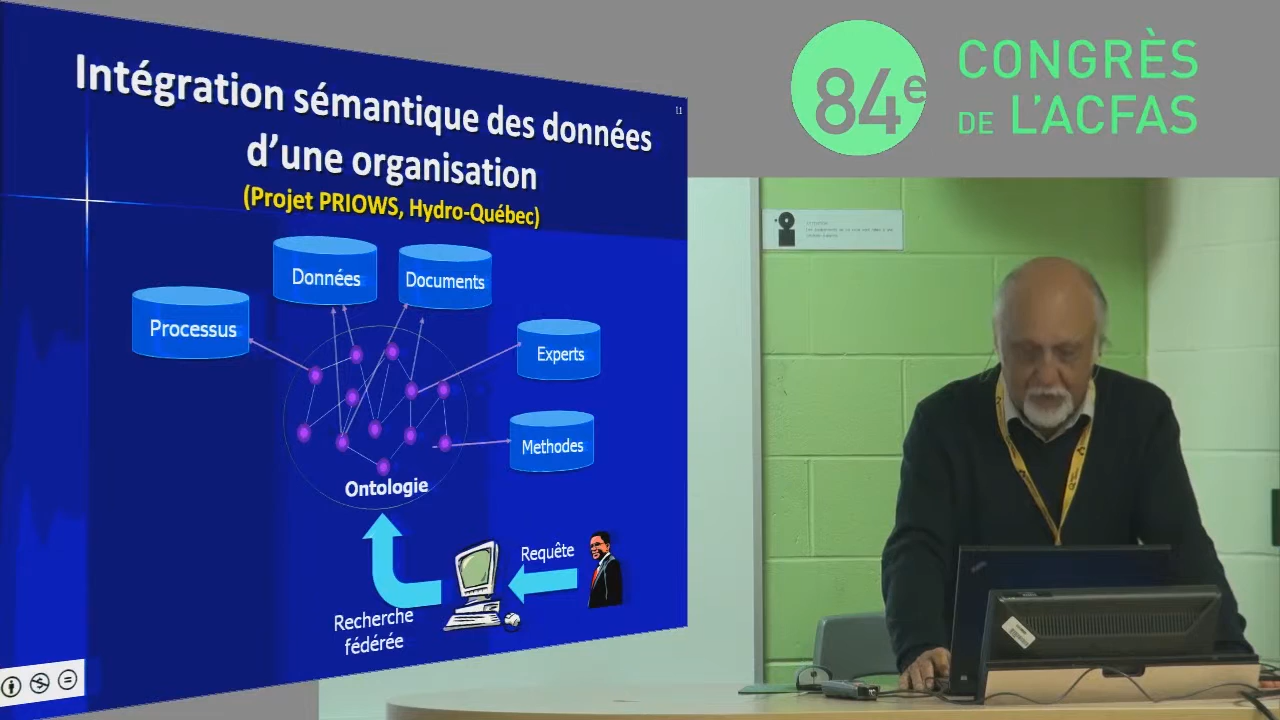 Intégration sémantique des données
d'une organisation
(Projet PRIOWS, Hydro-Québec)
11
Données
Documents
Processus
Experts
Methodes
Ontologie
Requête
Recherche
fédérée
84e
CONGRÈS
DE L'ACFAS